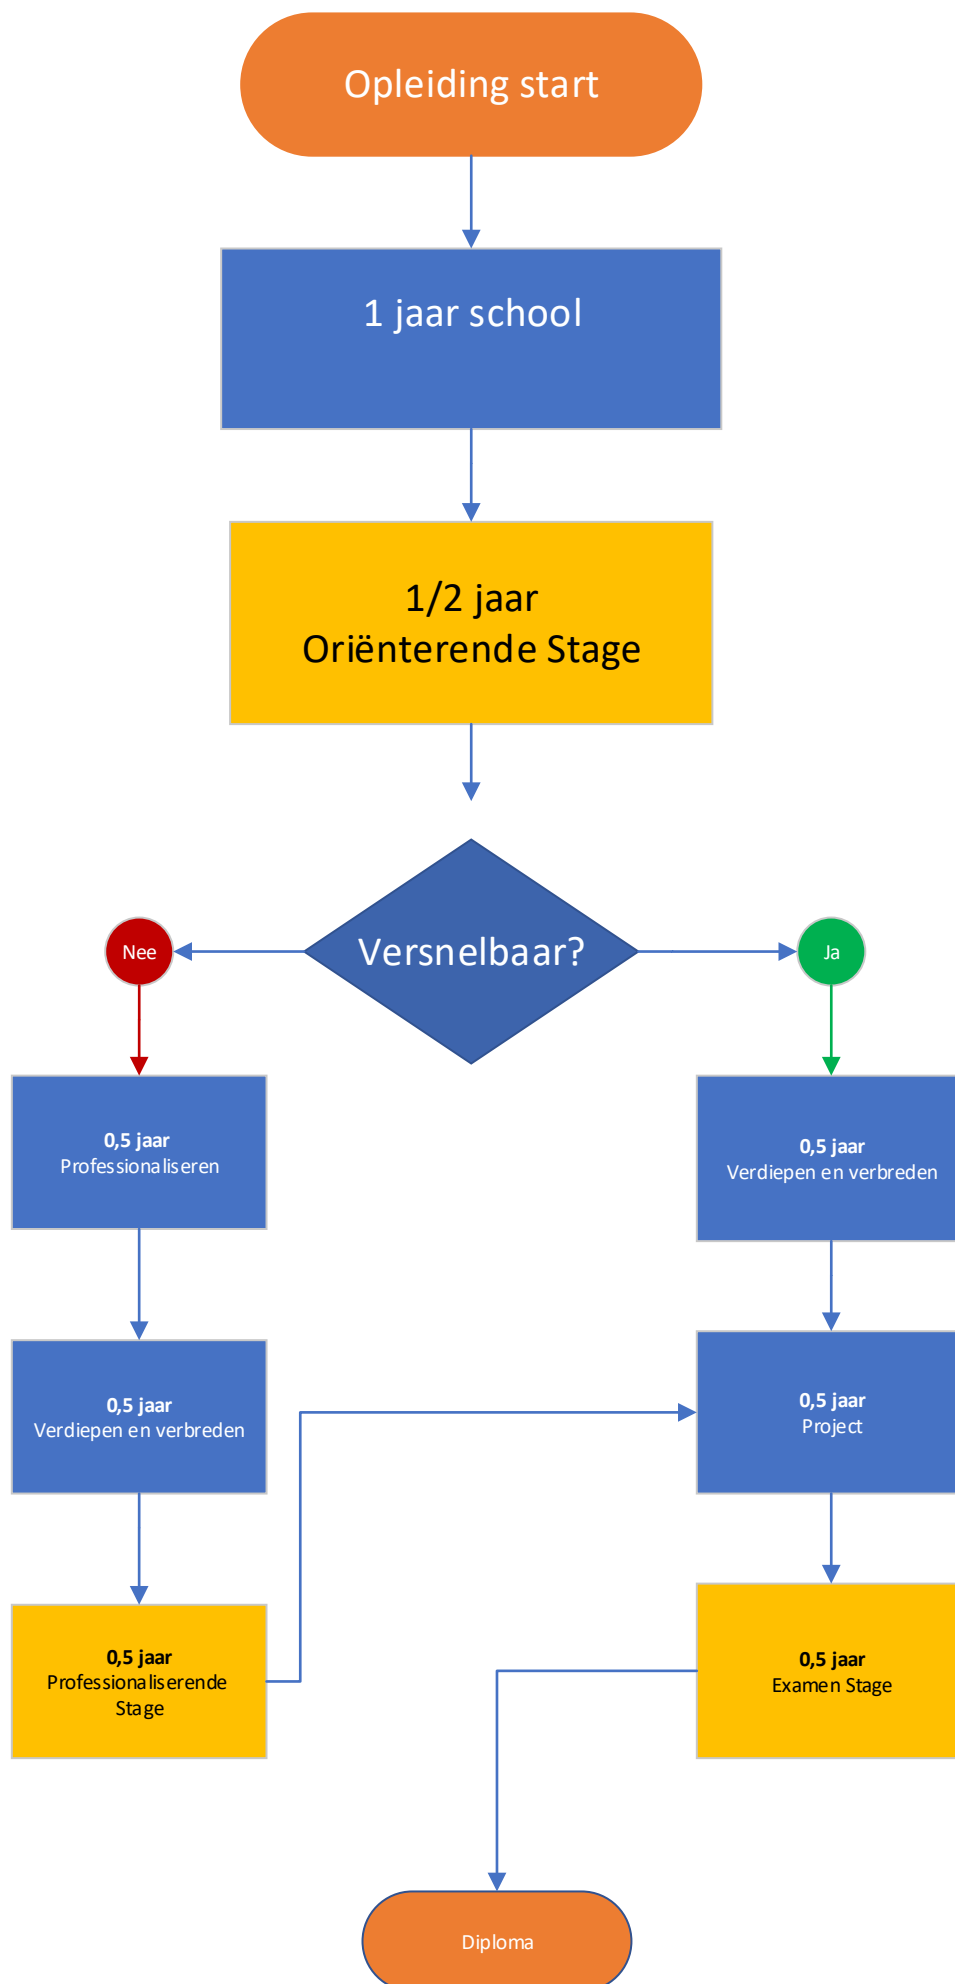 Opleiding start
1 jaar school
1/2 jaar
Oriënterende Stage
Versnelbaar?
Nee
Ja
0,5 jaar
Professionaliseren
0,5 jaar
Verdiepen en verbreden
0,5 jaar
Verdiepen en verbreden
0,5 jaar
Project
0,5 jaar
Professionaliserende
Stage
0,5 jaar
Examen Stage
Diploma